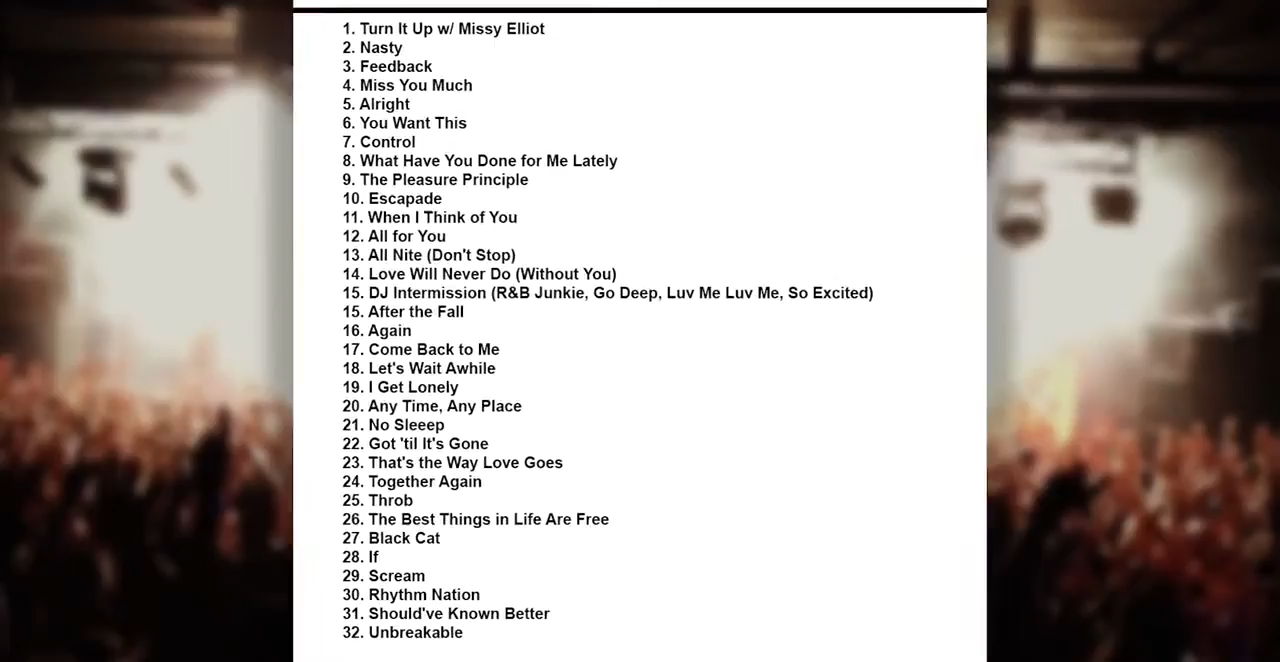 1. Turn It Up w/ Missy Elliot
2. Nasty
3. Feedback
4. Miss You Much
5. Alright
6. You Want This
7. Control
8. What Have You Done for Me Lately
9. The Pleasure Principle
10. Escapade
11. When I Think of You
12. All for You
13. All Nite (Don't Stop)
14. Love Will Never Do (Without You)
15. DJ Intermission (R&B Junkie, Go Deep, Luv Me Luv Me, So Excited)
15. After the Fall
16. Again
17. Come Back to Me
18. Let's Wait Awhile
19. I Get Lonely
20. Any Time, Any Place
21. No Sleeep
22. Got 'til It's Gone
23. That's the Way Love Goes
24. Together Again
25. Throb
26. The Best Things in Life Are Free
27. Black Cat
28. If
29. Scream
30. Rhythm Nation
31. Should've Known Better
32. Unbreakable